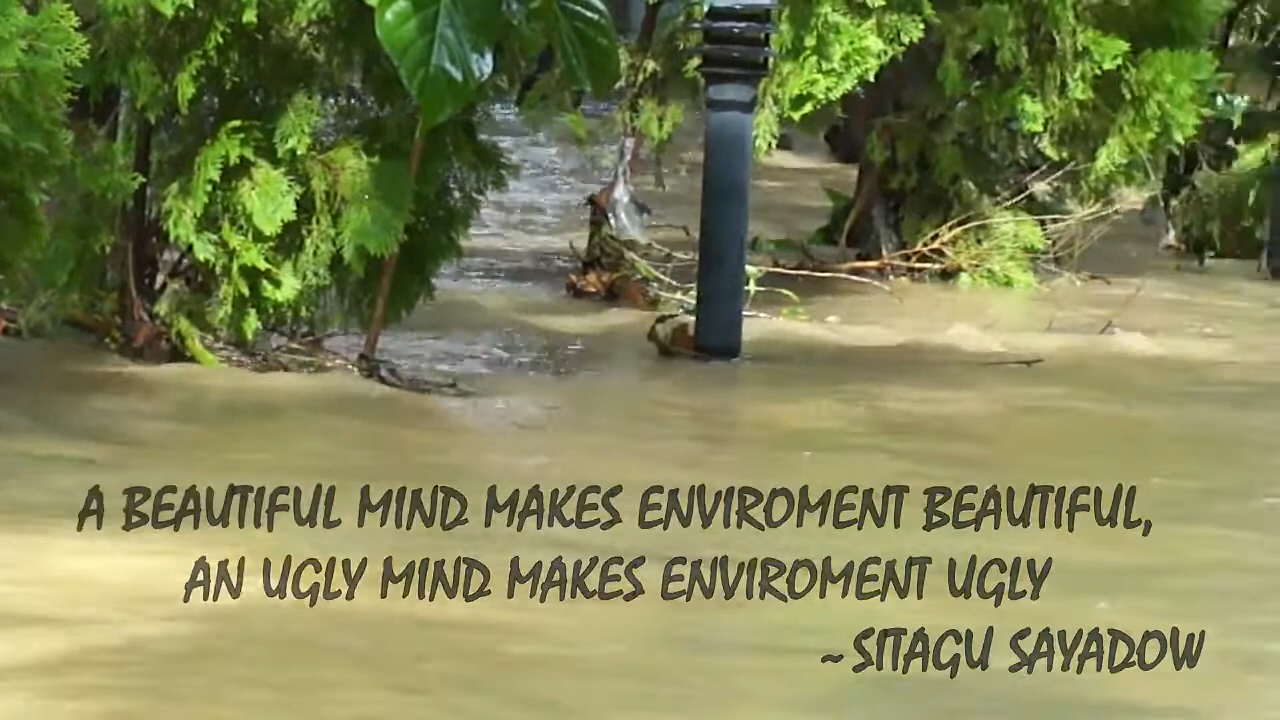 A BEAUTIFUL MIND MAKES ENVIROMENT BEAUTIFUL,
AN UGLY MIND MAKES ENVIROMENT UGLY
~SITAGU SAYADOW